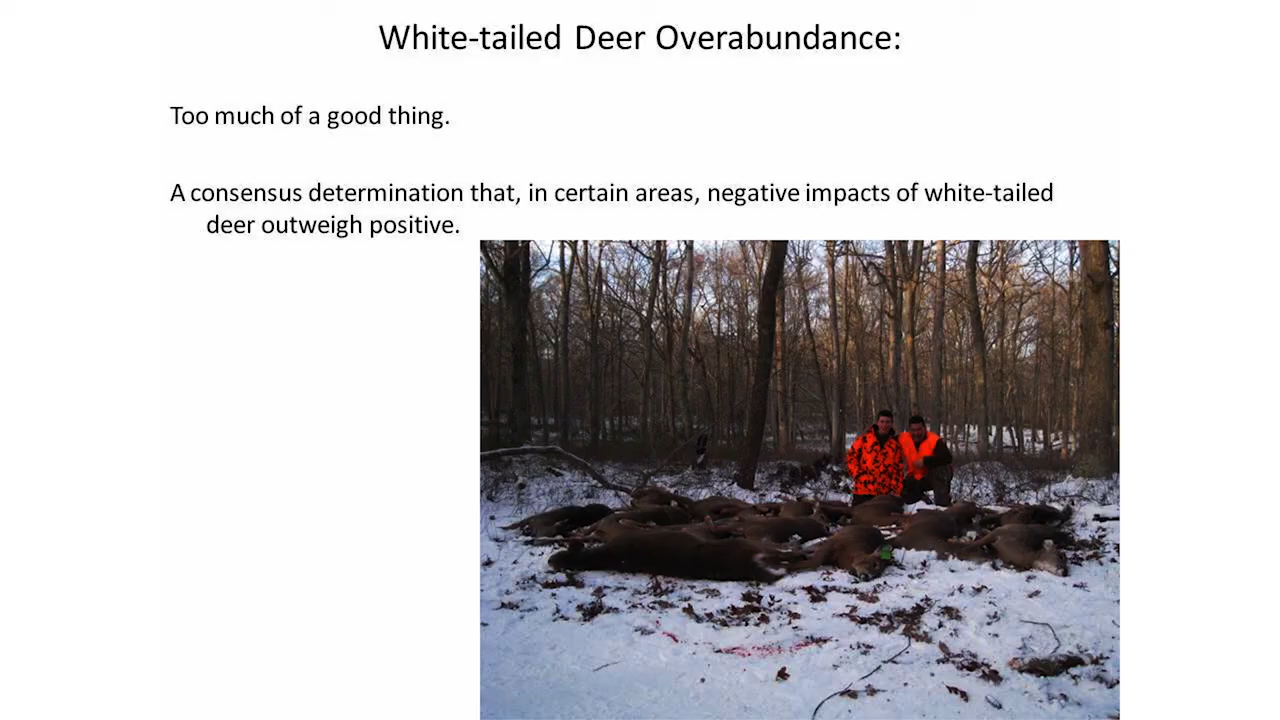 White-tailed Deer Overabundance:
Too much of a good thing.
A consensus determination that, in certain areas, negative impacts of white-tailed
deer outweigh positive.